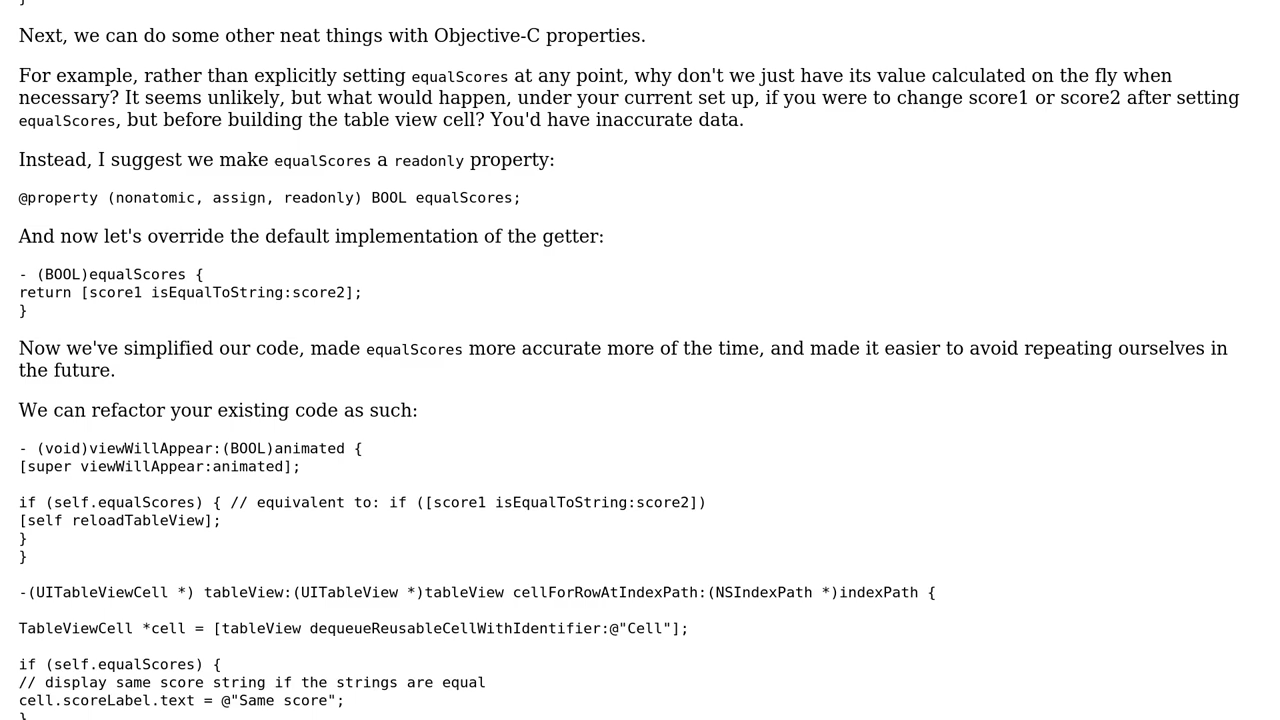 }
Next, we can do some other neat things with Objective-C properties.
For example, rather than explicitly setting equalScores at any point, why don't we just have its value calculated on the fly when
necessary? It seems unlikely, but what would happen, under your current set up, if you were to change score1 or score2 after setting
equalScores, but before building the table view cell? You'd have inaccurate data.
Instead, I suggest we make equalScores a readonly property:
@property (nonatomic, assign, readonly) BOOL equalScores;
And now let's override the default implementation of the getter:
- (BOOL)equalScores {
return [score1 isEqualToString:score2];
}
Now we've simplified our code, made equalScores more accurate more of the time, and made it easier to avoid repeating ourselves in
the future.
We can refactor your existing code as such:
- (void)viewWillAppear:(BOOL)animated {
[super viewWillAppear:animated];
if (self.equalScores) { // equivalent to: if ([score1 isEqualToString:score2])
[self reloadTableView];
}
}
-(UITableViewCell *) tableView:(UITableView *)tableView cellForRowAtIndexPath:(NSIndexPath *)indexPath {
TableViewCell *cell = [tableView dequeueReusableCellWithIdentifier:@"Cell"];
if (self.equalScores) {
// display same score string if the strings are equal
cell.scoreLabel.text = @"Same score";
}